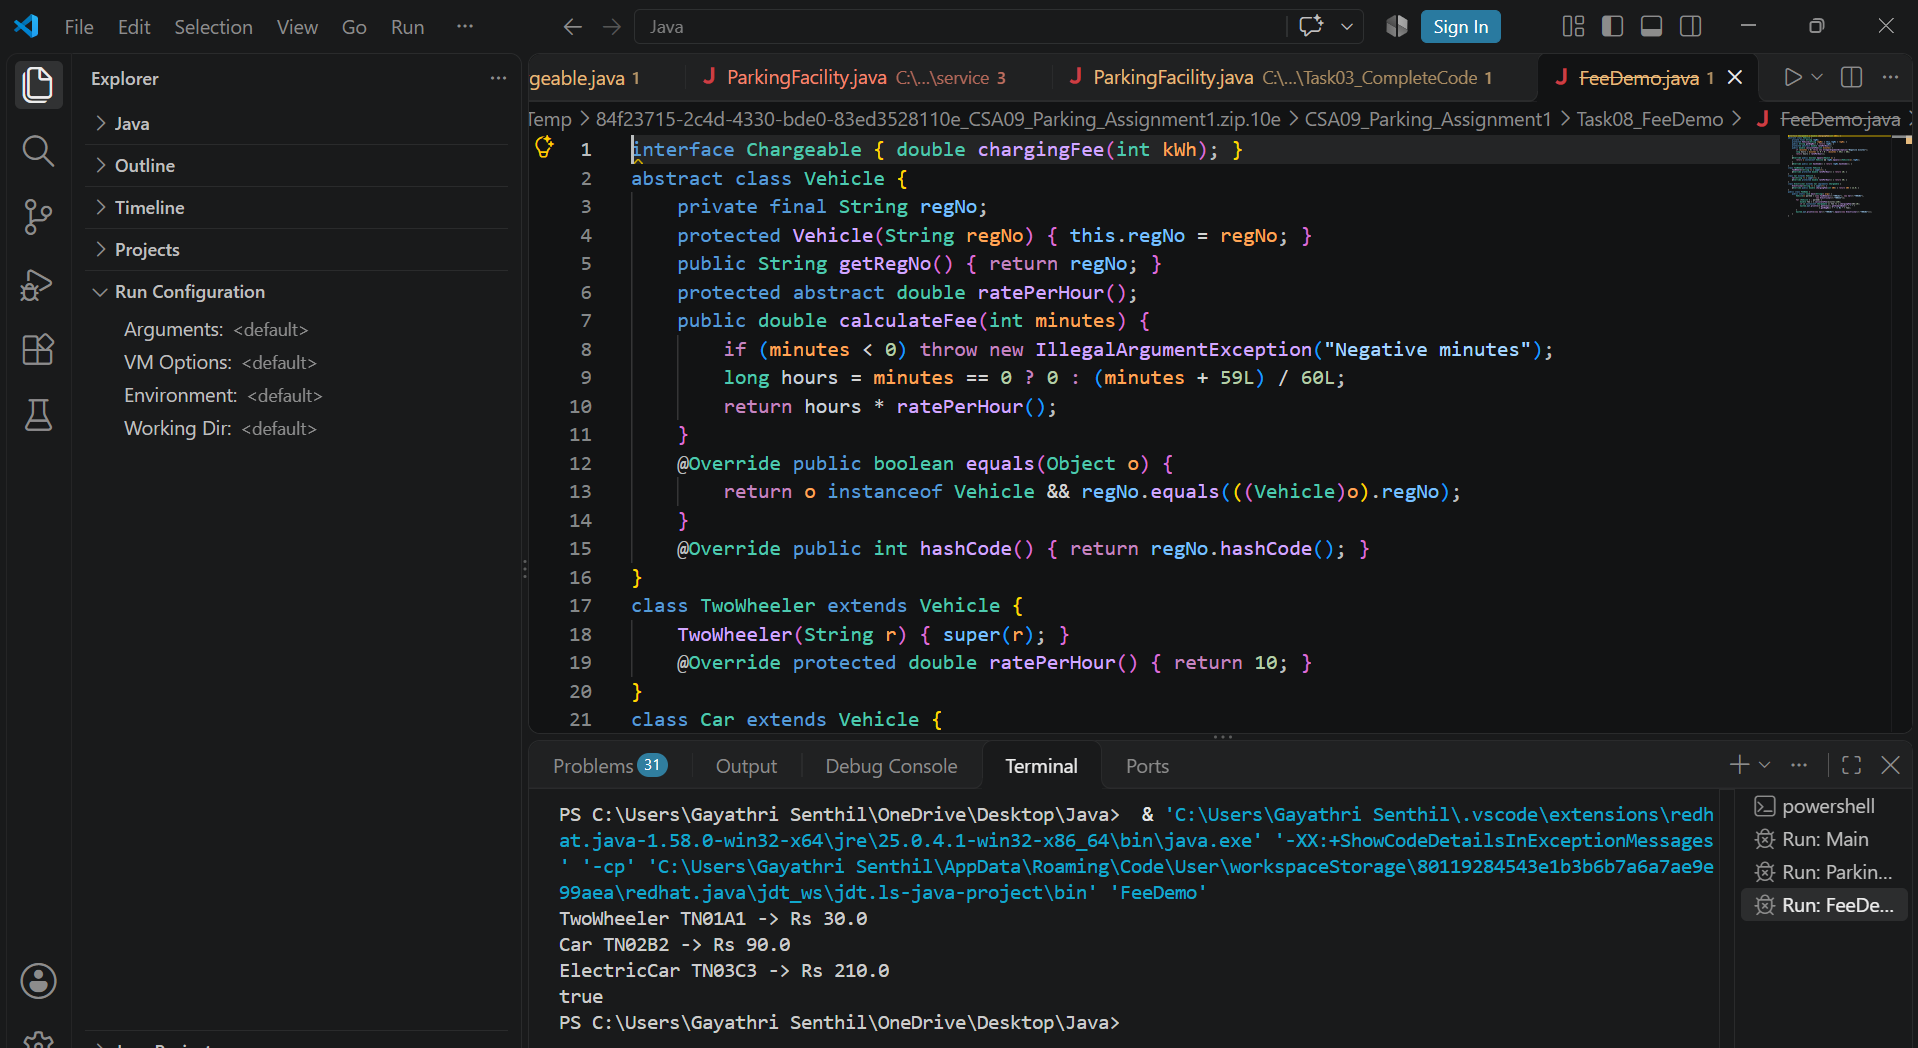 File Edit Selection View Go Run ···
Java
Sign In
Explorer
Java
Outline
Timeline
Projects
Run Configuration
Arguments: <default>
VM Options: <default>
Environment: <default>
Working Dir: <default>
geable.java 1
J ParkingFacility.java C:\...\service 3
J ParkingFacility.java C:\...\Task03_CompleteCode 1
J FeeDemo.java 1
Temp > 84f23715-2c4d-4330-bde0-83ed3528110e_CSA09_Parking_Assignment1.zip.10e > CSA09_Parking_Assignment1 > Task08_FeeDemo > J FeeDemo.java >
1 interface Chargeable { double chargingFee(int kWh); }
2 abstract class Vehicle {
3 private final String regNo;
4 protected Vehicle(String regNo) { this.regNo = regNo; }
5 public String getRegNo() { return regNo; }
6 protected abstract double ratePerHour();
7 public double calculateFee(int minutes) {
8 if (minutes < 0) throw new IllegalArgumentException("Negative minutes");
9 long hours = minutes == 0 ? 0 : (minutes + 59L) / 60L;
10 return hours * ratePerHour();
11 }
12 @Override public boolean equals(Object o) {
13 return o instanceof Vehicle && regNo.equals(((Vehicle)o).regNo);
14 }
15 @Override public int hashCode() { return regNo.hashCode(); }
16 }
17 class TwoWheeler extends Vehicle {
18 TwoWheeler(String r) { super(r); }
19 @Override protected double ratePerHour() { return 10; }
20 }
21 class Car extends Vehicle {
Problems 31 Output Debug Console Terminal Ports
PS C:\Users\Gayathri Senthil\OneDrive\Desktop\Java>  & 'C:\Users\Gayathri Senthil\.vscode\extensions\redh
at.java-1.58.0-win32-x64\jre\25.0.4.1-win32-x86_64\bin\java.exe' '-XX:+ShowCodeDetailsInExceptionMessages
' '-cp' 'C:\Users\Gayathri Senthil\AppData\Roaming\Code\User\workspaceStorage\80119284543e1b3b6b7a6a7ae9e
99aea\redhat.java\jdt_ws\jdt.ls-java-project\bin' 'FeeDemo'
TwoWheeler TN01A1 -> Rs 30.0
Car TN02B2 -> Rs 90.0
ElectricCar TN03C3 -> Rs 210.0
true
PS C:\Users\Gayathri Senthil\OneDrive\Desktop\Java>
powershell
Run: Main
Run: Parkin...
Run: FeeDe...